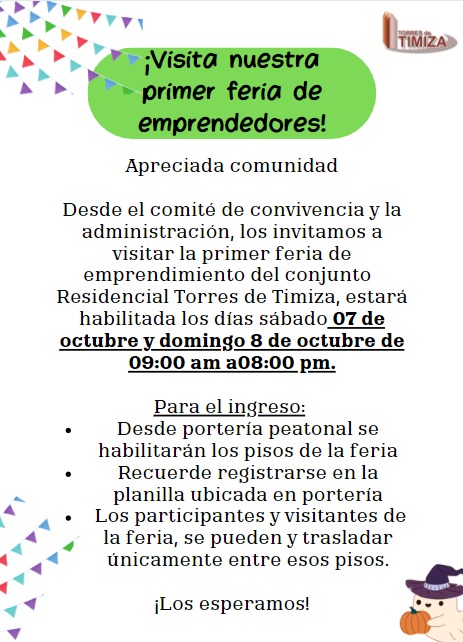 TORRES de
TIMIZA
¡Visita nuestra
primer feria de
emprendedores!
Apreciada comunidad
Desde el comité de convivencia y la
administración, los invitamos a
visitar la primer feria de
emprendimiento del conjunto
Residencial Torres de Timiza, estará
habilitada los días sábado 07 de
octubre y domingo 8 de octubre de
09:00 am a08:00 pm.
Para el ingreso:
• Desde portería peatonal se
habilitarán los pisos de la feria
• Recuerde registrarse en la
planilla ubicada en portería
• Los participantes y visitantes de
la feria, se pueden y trasladar
únicamente entre esos pisos.
¡Los esperamos!